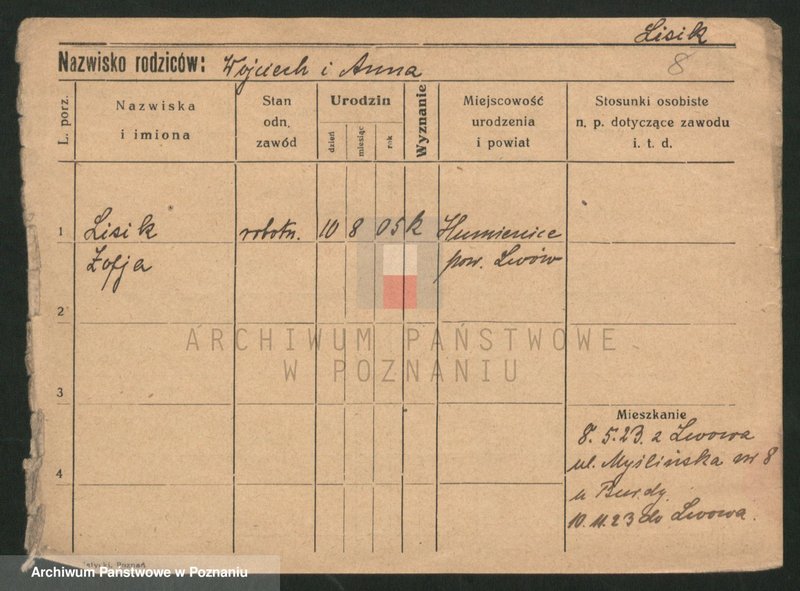 Lisik
8
Nazwisko rodziców: Wojciech i Anna
L. porz.
Nazwiska
i imiona
Stan
odn.
zawód
Urodzin
dzień
miesiąc
rok
Wyznanie
Miejscowość
urodzenia
i powiat
Stosunki osobiste
n. p. dotyczące zawodu
i. t. d.
1 Lisik robotn. 10 8 05 k Humienice
Zofja pow. Lwów
2
ARCHIWUM PAŃSTWOWE
W POZNANIU
3
Mieszkanie
8. 5. 23. z Lwowa
ul. Myślińska nr 8
u Burdy.
10. 11. 23 do Lwowa.
4
Poznań
Archiwum Państwowe w Poznaniu